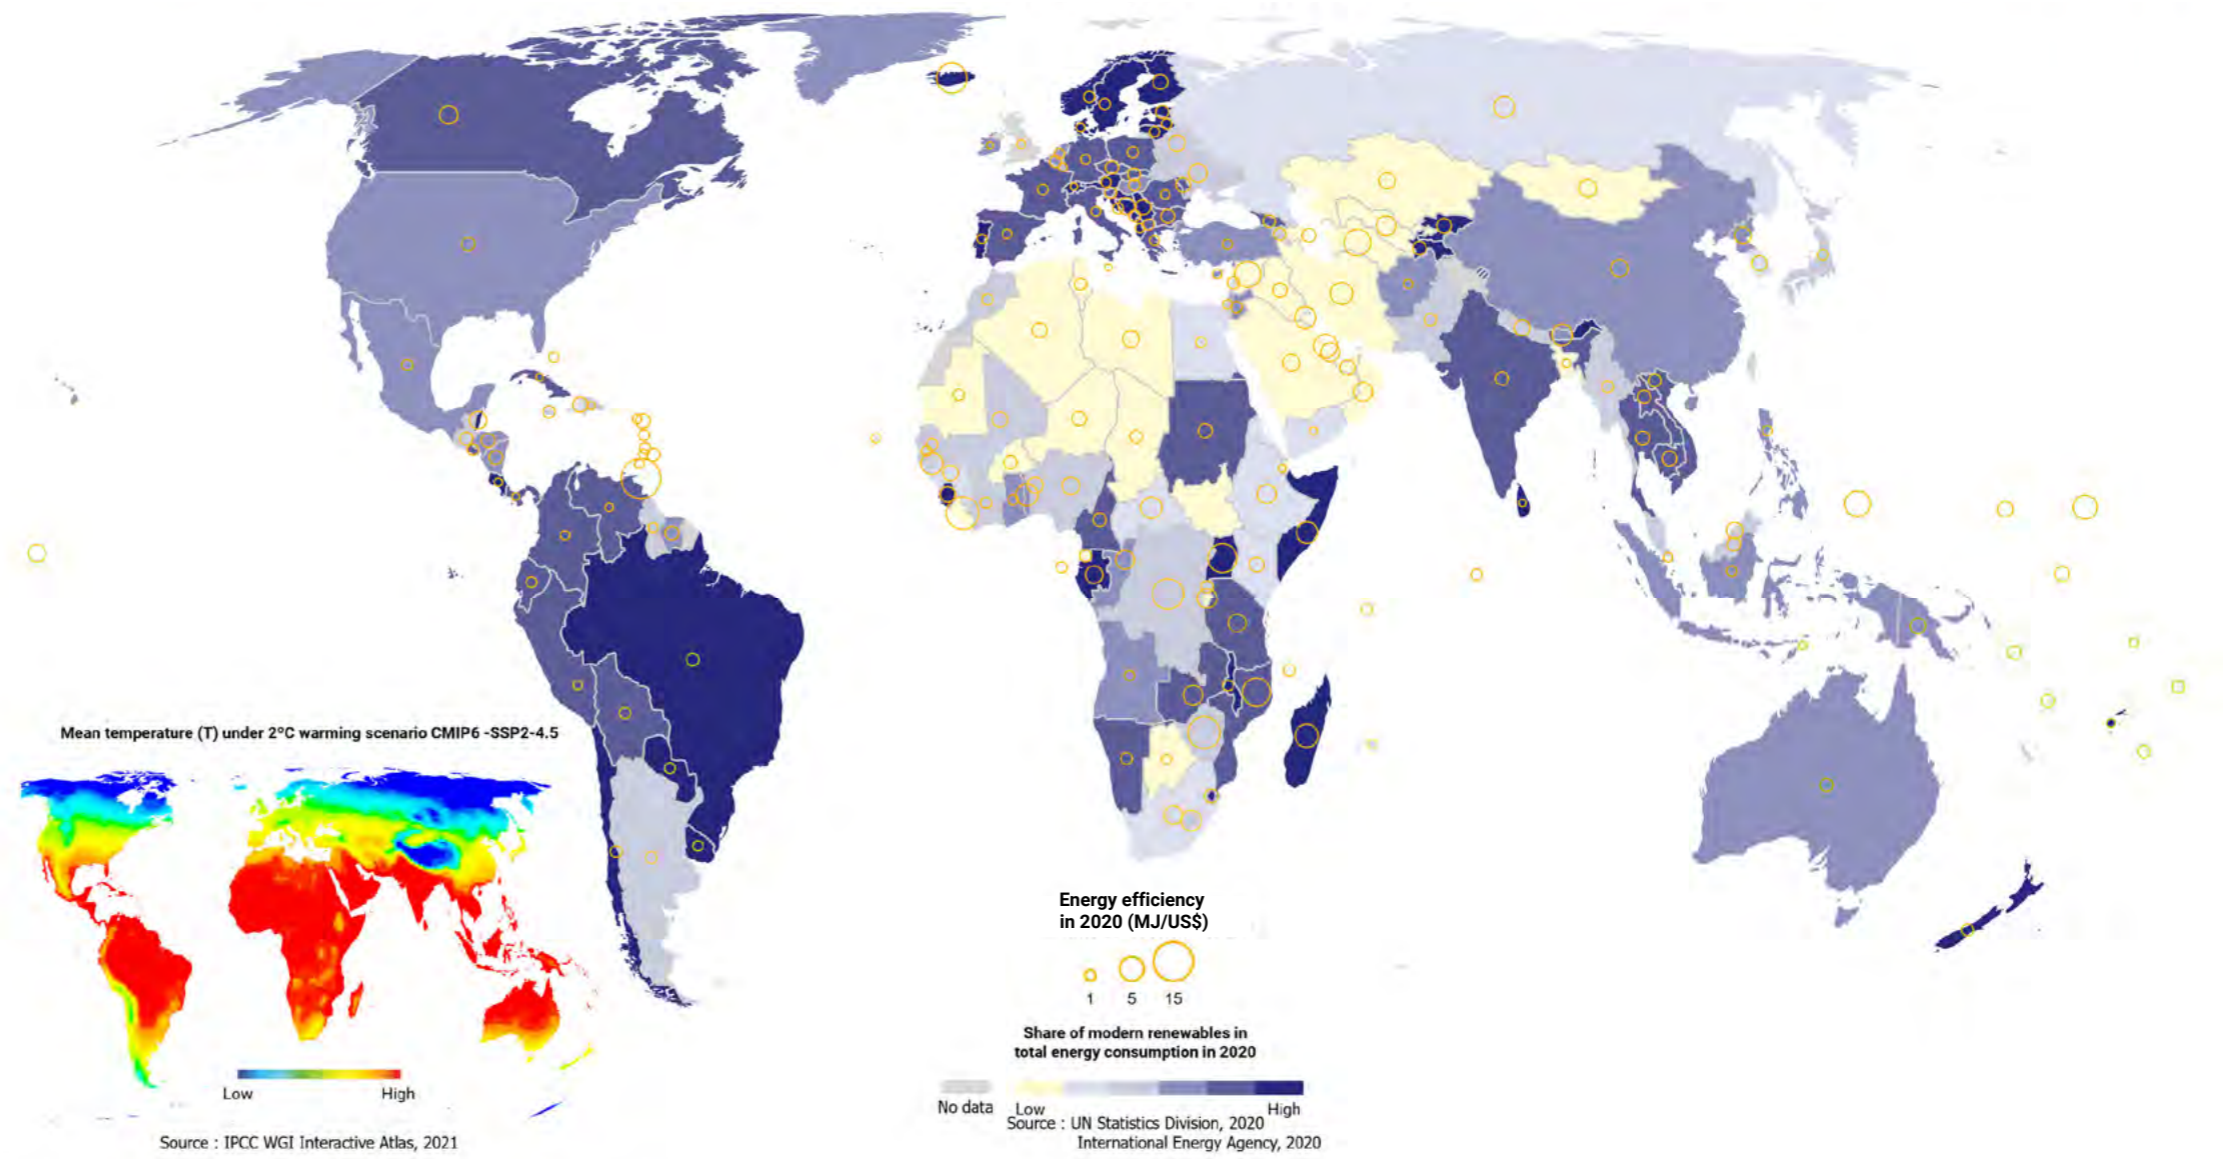 Mean temperature (T) under 2°C warming scenario CMIP6 -SSP2-4.5
Low High
Source : IPCC WGI Interactive Atlas, 2021
Energy efficiency
in 2020 (MJ/US$)
1 5 15
Share of modern renewables in
total energy consumption in 2020
No data Low High
Source : UN Statistics Division, 2020
International Energy Agency, 2020